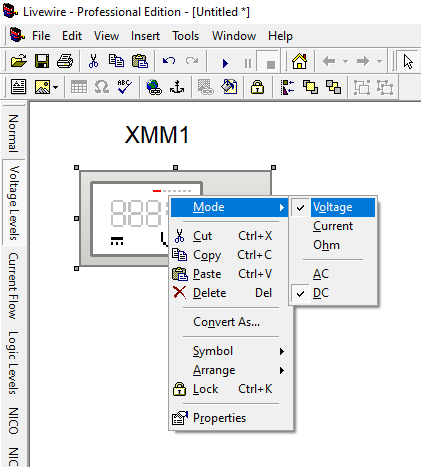 Livewire - Professional Edition - [Untitled *]
File Edit View Insert Tools Window Help
ABC
XMM1
Normal
Voltage Levels
Current Flow
Logic Levels
NICO
NIC
Mode
Cut Ctrl+X
Copy Ctrl+C
Paste Ctrl+V
Delete Del
Convert As...
Symbol
Arrange
Lock Ctrl+K
Properties
Voltage
Current
Ohm
AC
DC